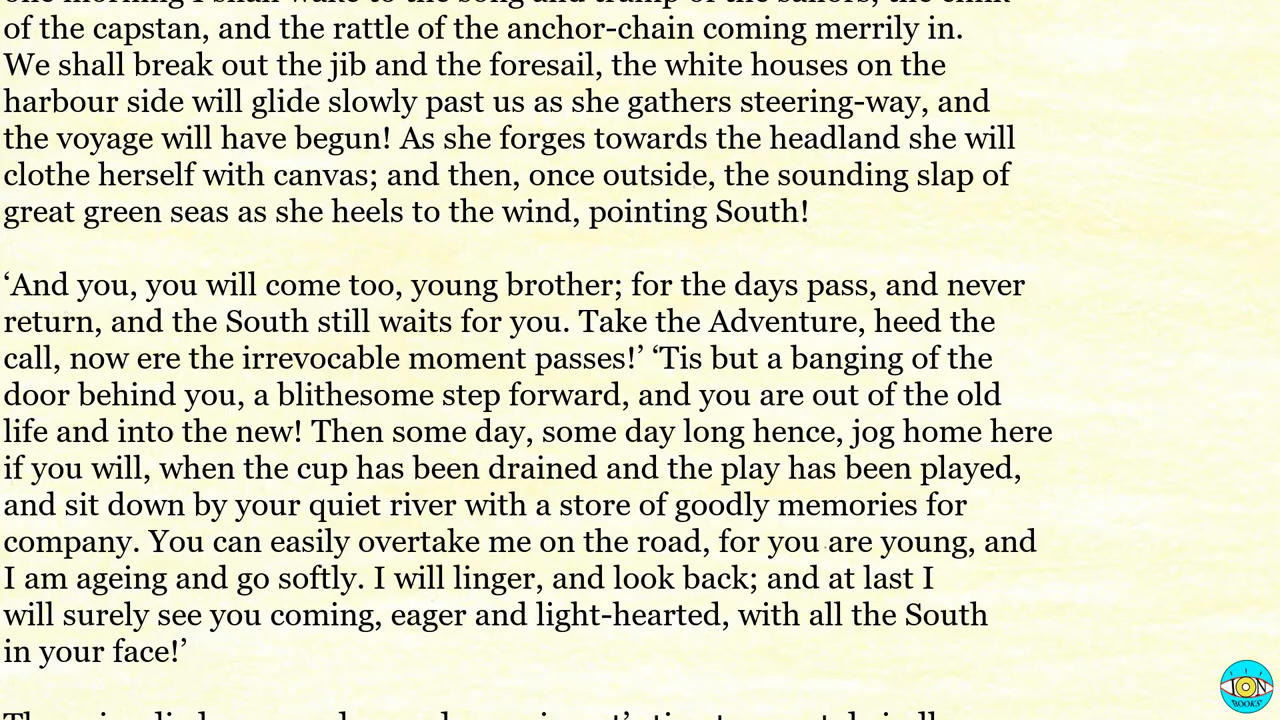 of the capstan, and the rattle of the anchor-chain coming merrily in.
We shall break out the jib and the foresail, the white houses on the
harbour side will glide slowly past us as she gathers steering-way, and
the voyage will have begun! As she forges towards the headland she will
clothe herself with canvas; and then, once outside, the sounding slap of
great green seas as she heels to the wind, pointing South!
‘And you, you will come too, young brother; for the days pass, and never
return, and the South still waits for you. Take the Adventure, heed the
call, now ere the irrevocable moment passes!’ ‘Tis but a banging of the
door behind you, a blithesome step forward, and you are out of the old
life and into the new! Then some day, some day long hence, jog home here
if you will, when the cup has been drained and the play has been played,
and sit down by your quiet river with a store of goodly memories for
company. You can easily overtake me on the road, for you are young, and
I am ageing and go softly. I will linger, and look back; and at last I
will surely see you coming, eager and light-hearted, with all the South
in your face!’
ION
BOOKS